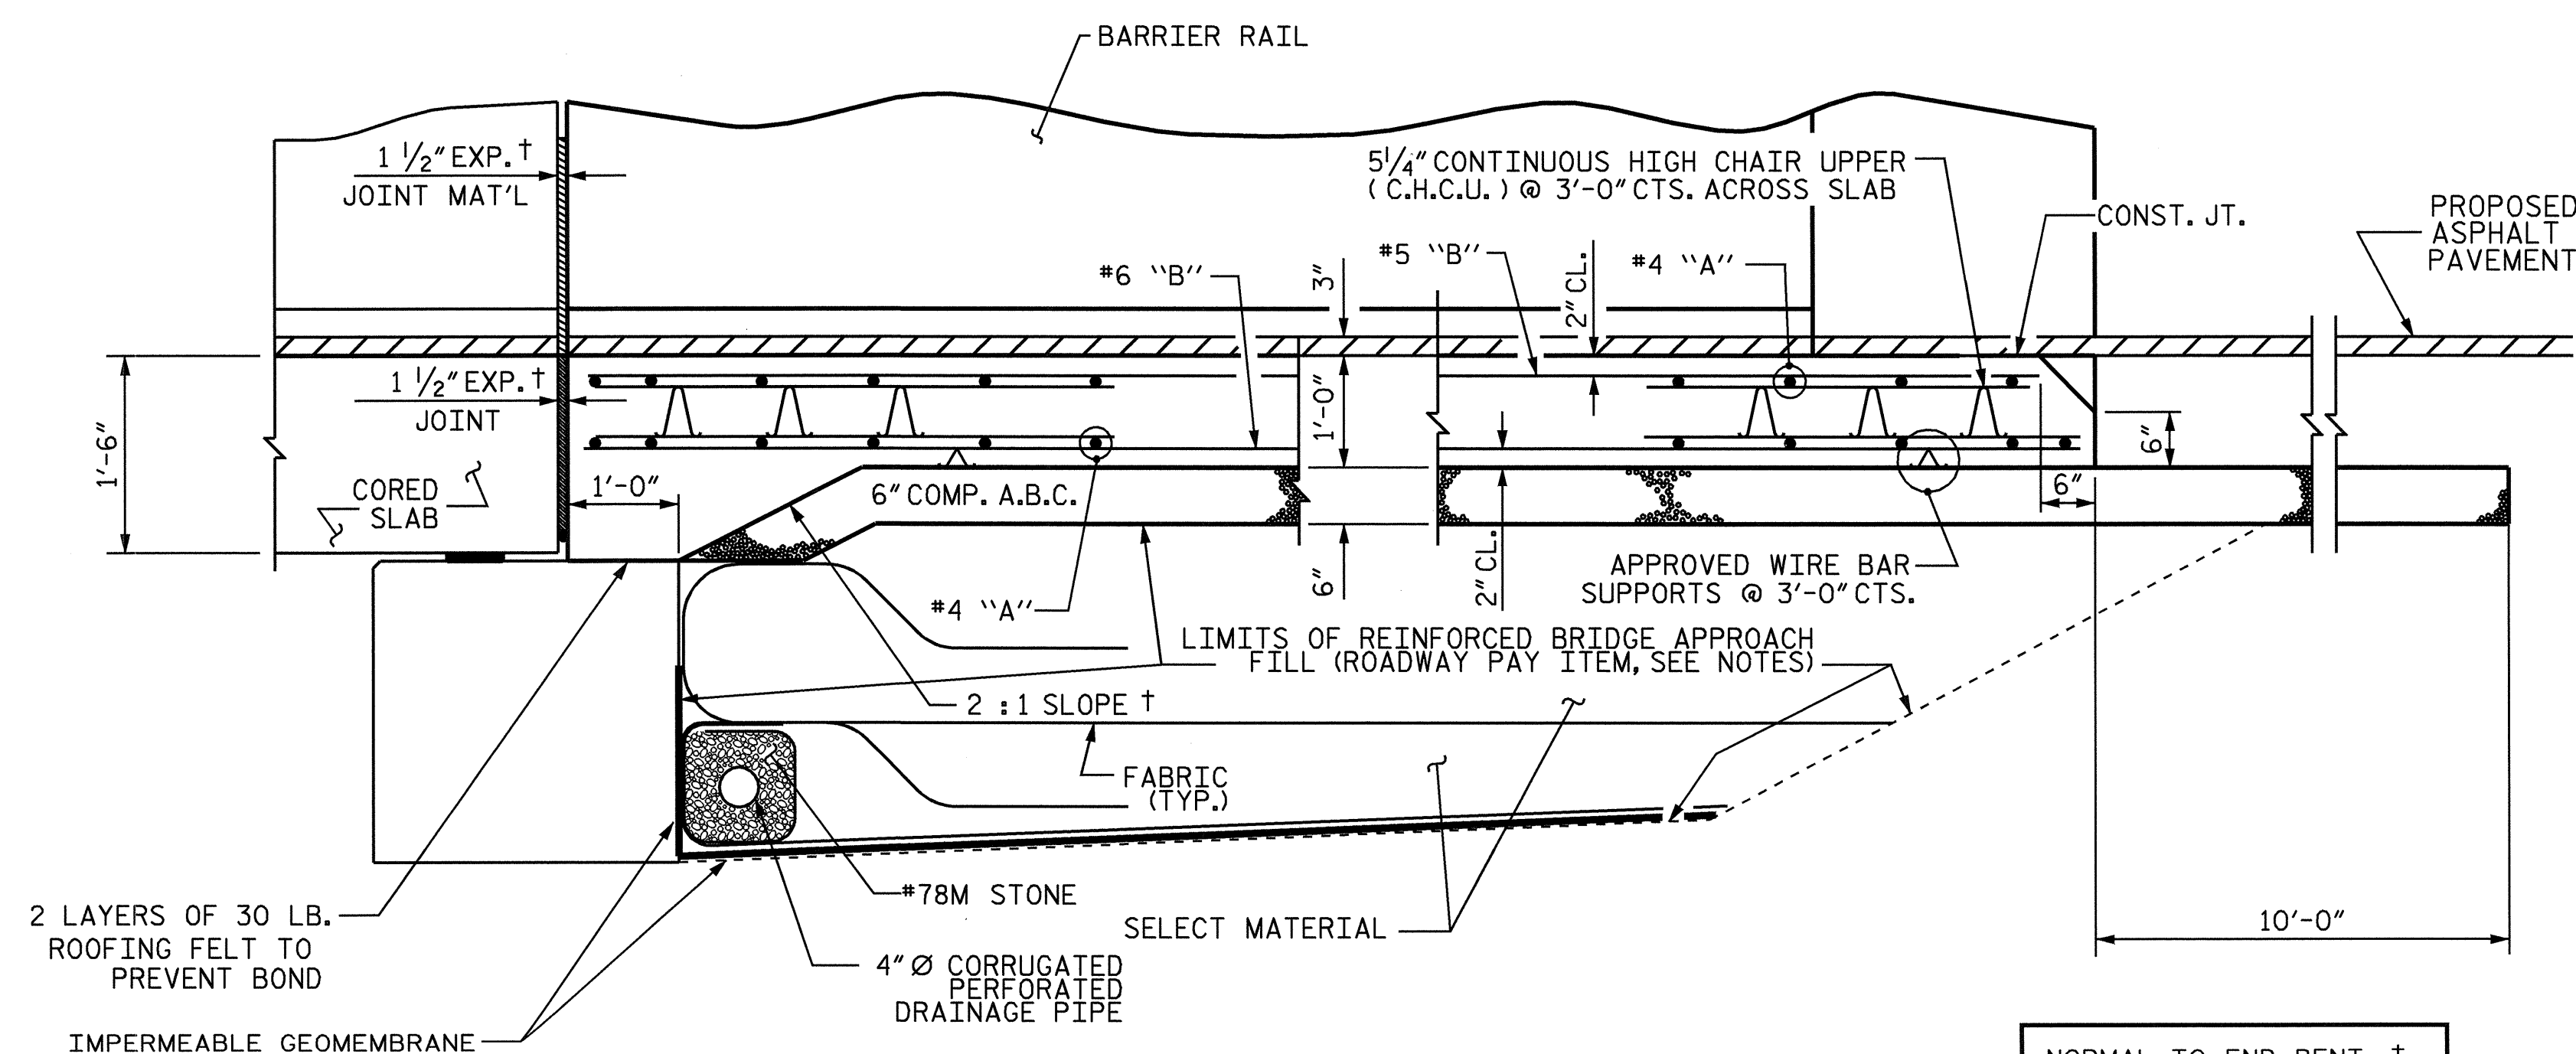 BARRIER RAIL
1 1/2" EXP.†
JOINT MAT'L
5 1/4" CONTINUOUS HIGH CHAIR UPPER
(C.H.C.U.) @ 3'-0" CTS. ACROSS SLAB
CONST. JT.
PROPOSED
ASPHALT
PAVEMENT
#6 "B"
3"
#5 "B"
2" CL.
#4 "A"
1'-6"
1 1/2" EXP.†
JOINT
1'-0"
6"
CORED
SLAB
1'-0"
6" COMP. A.B.C.
6"
6"
2" CL.
APPROVED WIRE BAR
SUPPORTS @ 3'-0" CTS.
#4 "A"
LIMITS OF REINFORCED BRIDGE APPROACH
FILL (ROADWAY PAY ITEM, SEE NOTES)
2 : 1 SLOPE †
FABRIC
(TYP.)
#78M STONE
SELECT MATERIAL
2 LAYERS OF 30 LB.
ROOFING FELT TO
PREVENT BOND
10'-0"
4" Ø CORRUGATED
PERFORATED
DRAINAGE PIPE
IMPERMEABLE GEOMEMBRANE
NORMAL TO END BENT †